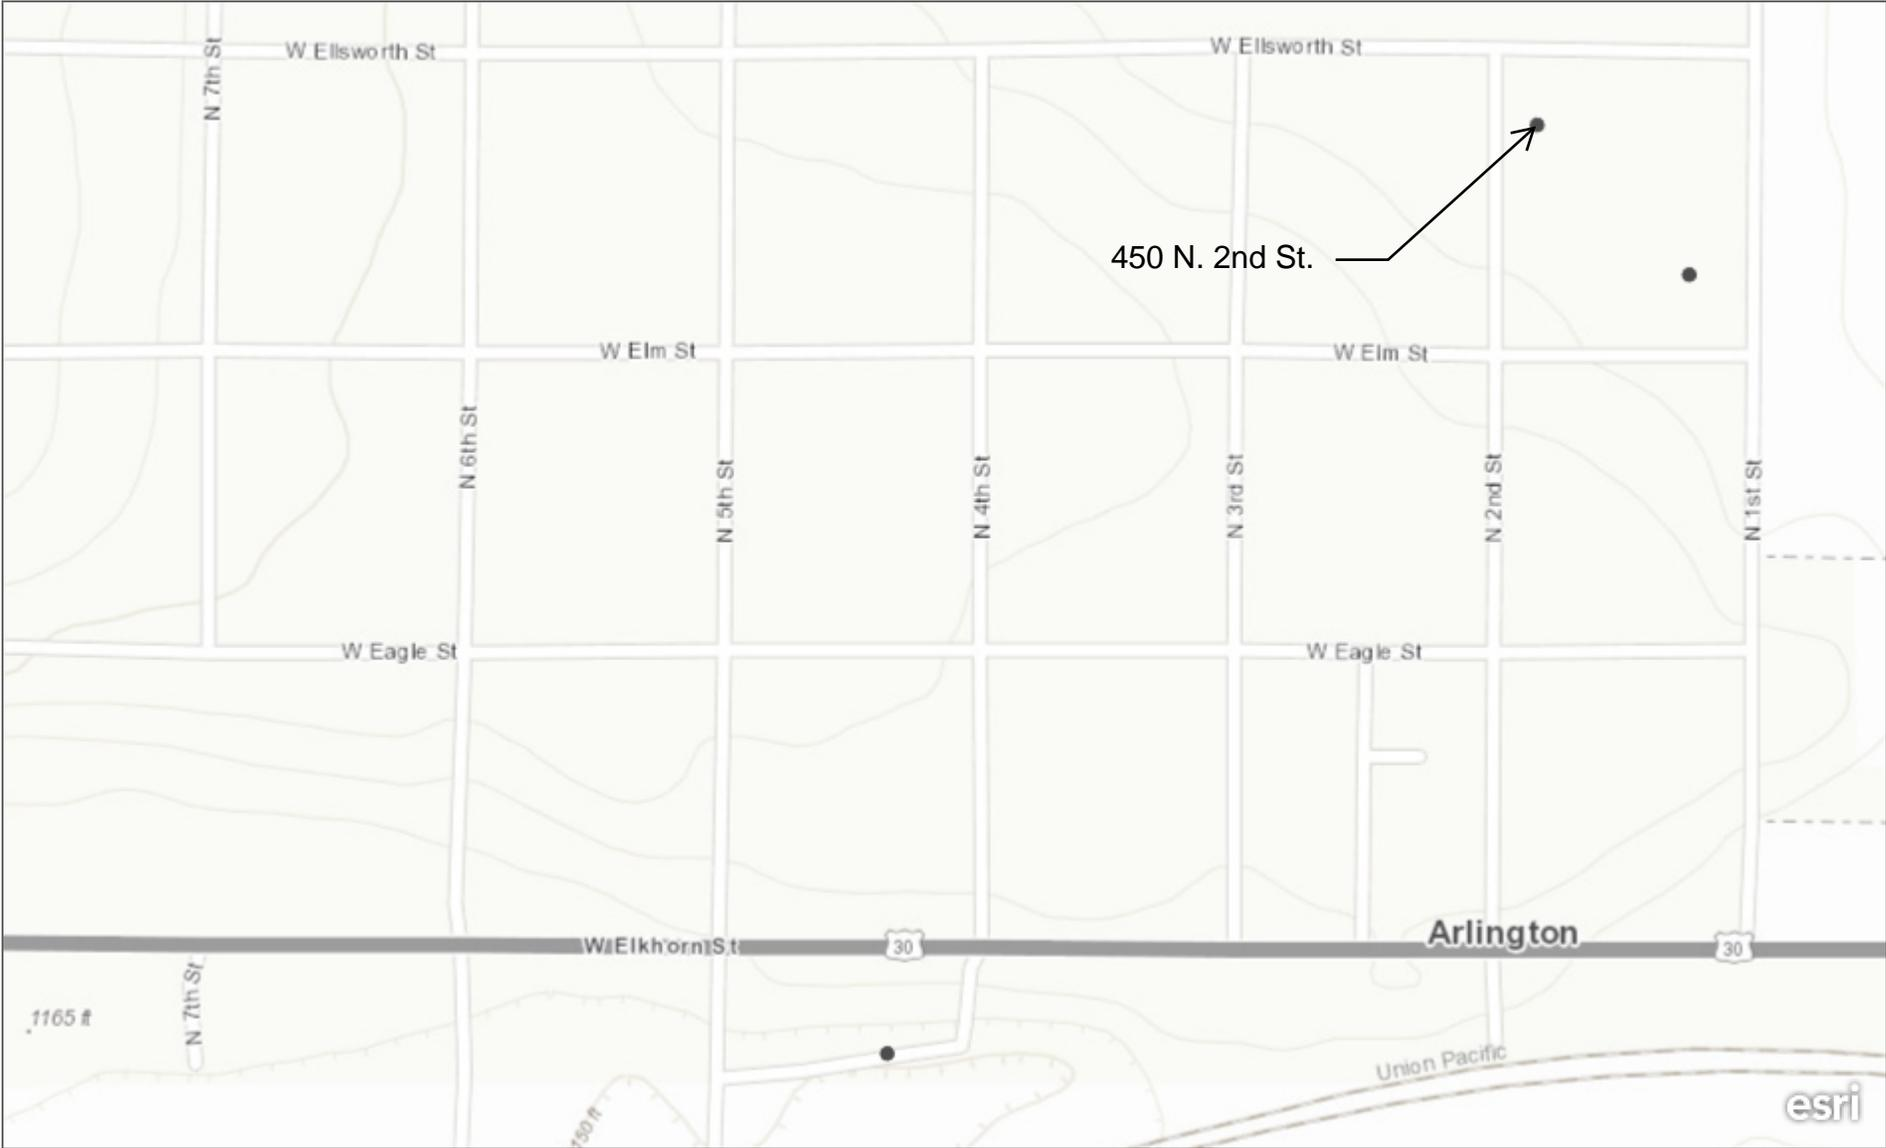 W Ellsworth St
W Ellsworth St
N 7th St
450 N. 2nd St.
W Elm St
W Elm St
N 6th St
N 5th St
N 4th St
N 3rd St
N 2nd St
N 1st St
W Eagle St
W Eagle St
Arlington
W Elkhorn St
30
30
N 7th St
1165 ft
Union Pacific
150 ft
esri